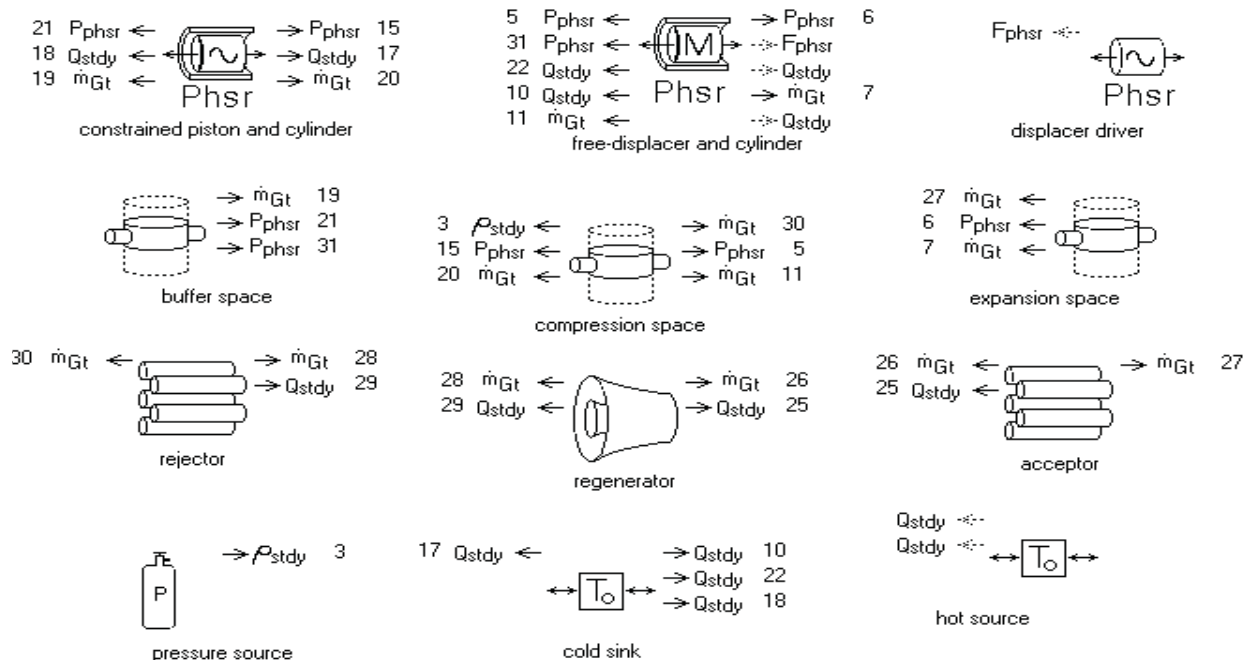 21 Pphsr Pphsr 15
18 Qstdy Qstdy 17
19 ṁGt ṁGt 20
Phsr
constrained piston and cylinder
5 Pphsr Pphsr 6
31 Pphsr M Fphsr
22 Qstdy Qstdy
10 Qstdy Phsr ṁGt 7
11 ṁGt Qstdy
free-displacer and cylinder
Fphsr
Phsr
displacer driver
ṁGt 19
Pphsr 21
Pphsr 31
buffer space
3 ρstdy ṁGt 30
15 Pphsr Pphsr 5
20 ṁGt ṁGt 11
compression space
27 ṁGt
6 Pphsr
7 ṁGt
expansion space
30 ṁGt ṁGt 28
Qstdy 29
rejector
28 ṁGt ṁGt 26
29 Qstdy Qstdy 25
regenerator
26 ṁGt ṁGt 27
25 Qstdy
acceptor
ρstdy 3
P
pressure source
17 Qstdy Qstdy 10
Qstdy 22
To Qstdy 18
cold sink
Qstdy
Qstdy
To
hot source